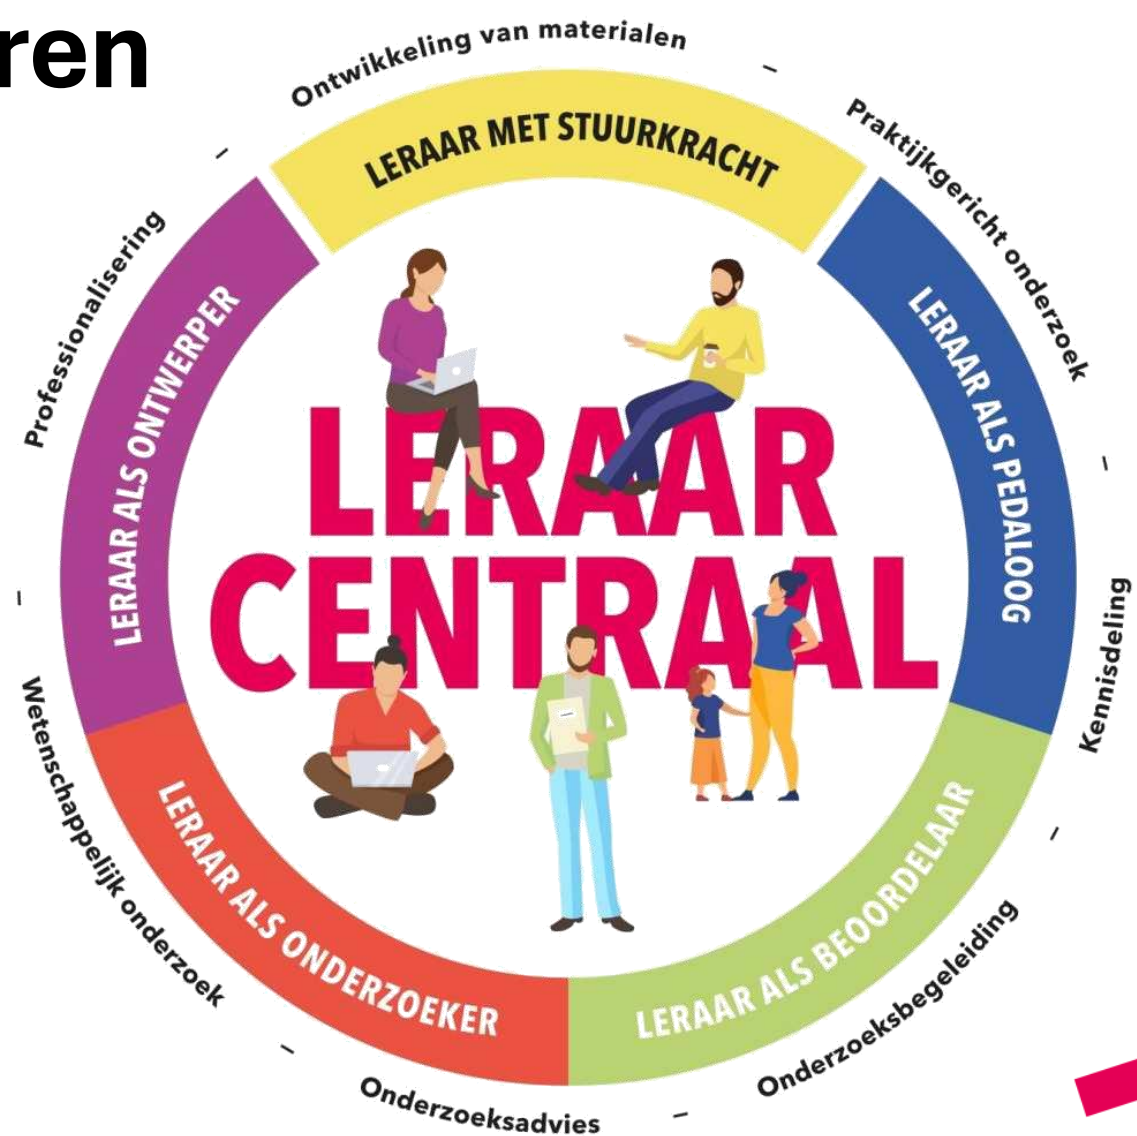 ren
Ontwikkeling van materialen –
Praktijkgericht onderzoek –
Kennisdeling –
Onderzoeksbegeleiding –
Onderzoeksadvies –
Wetenschappelijk onderzoek –
Professionalisering –
LERAAR MET STUURKRACHT
LERAAR ALS PEDALOOG
LERAAR ALS BEOORDELAAR
LERAAR ALS ONDERZOEKER
LERAAR ALS ONTWERPER
LERAAR
CENTRAAL